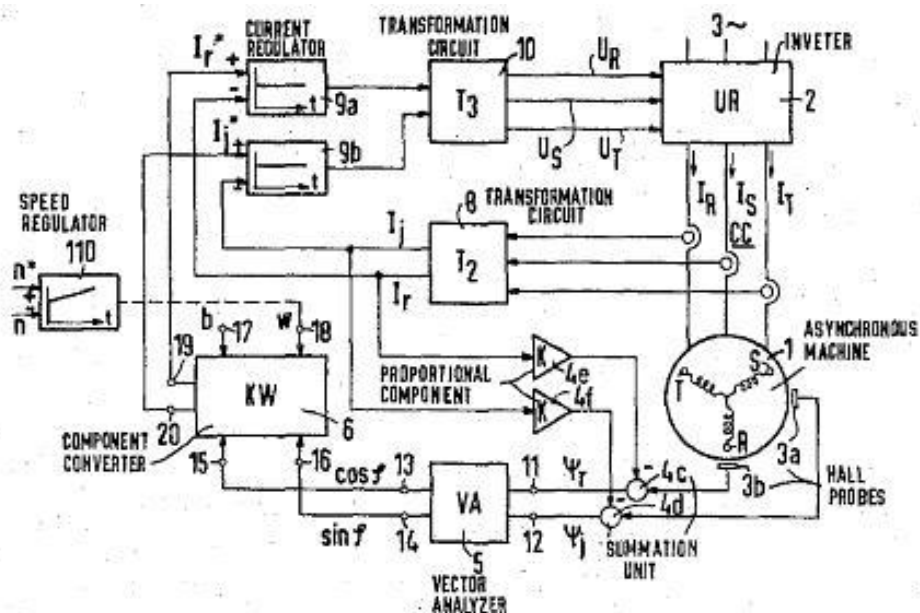 CURRENT REGULATOR
TRANSFORMATION CIRCUIT
3~
INVETER
Ir* +
-
t
9a
10
T3
UR
US
UT
UR
2
Ij*
+
t
9b
IR
IS
IT
TRANSFORMATION CIRCUIT
8
T2
CC
Ij
Ir
SPEED REGULATOR
110
n*
+
n
t
b
17
w
18
19
KW
6
20
COMPONENT CONVERTER
15
16
PROPORTIONAL COMPONENT
K
4e
K
4f
ASYNCHRONOUS MACHINE
1
S
T
R
3a
3b
HALL PROBES
cosf
13
sinf
14
VA
5
VECTOR ANALYZER
11
Ψr
12
Ψj
-
4c
-
4d
SUMMATION UNIT